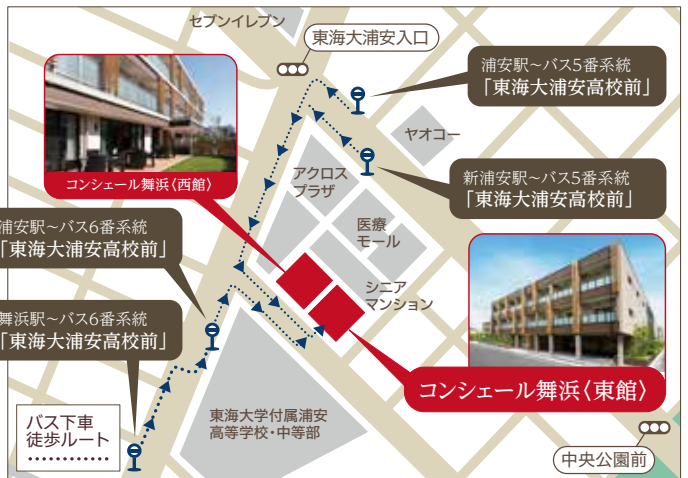 セブンイレブン
東海大浦安入口
浦安駅～バス5番系統
「東海大浦安高校前」
ヤオコー
コンシェール舞浜〈西館〉
アクロス
プラザ
新浦安駅～バス5番系統
「東海大浦安高校前」
医療
モール
浦安駅～バス6番系統
「東海大浦安高校前」
シニア
マンション
舞浜駅～バス6番系統
「東海大浦安高校前」
コンシェール舞浜〈東館〉
バス下車
徒歩ルート
東海大学付属浦安
高等学校・中等部
中央公園前